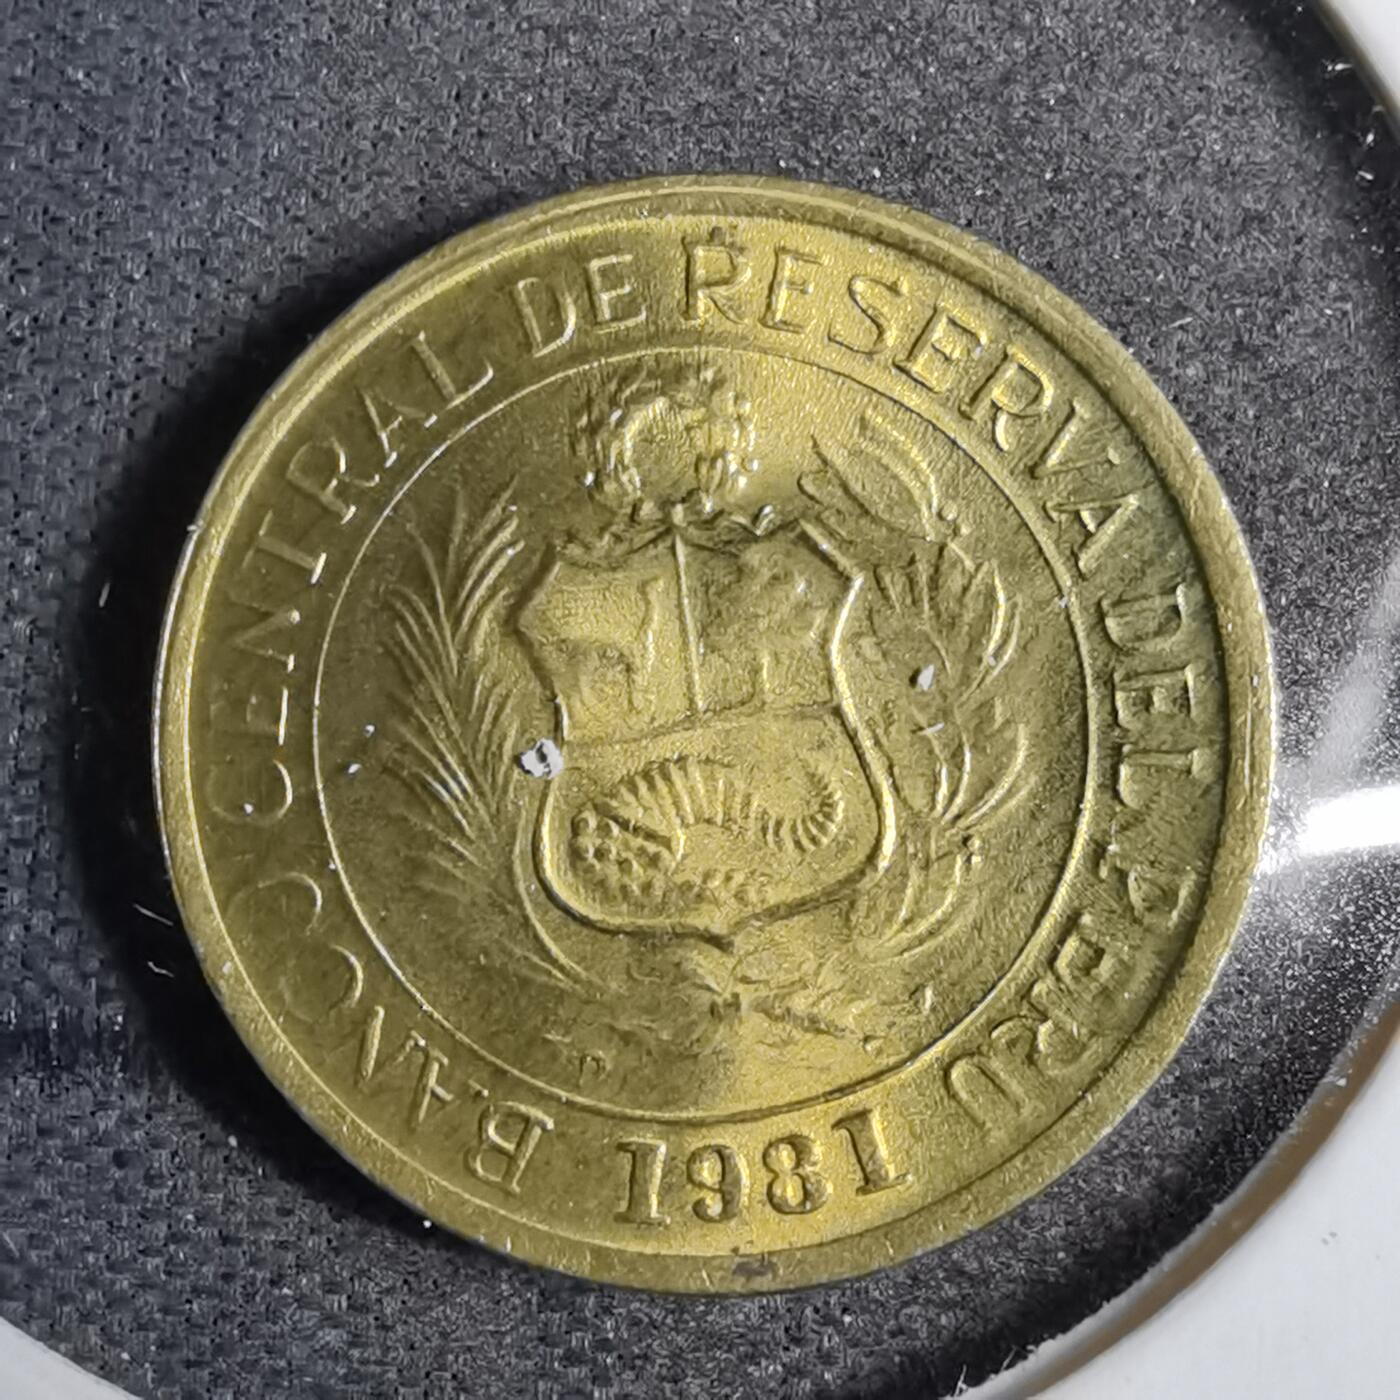 BANCO CENTRAL DE RESERVA DEL PERU
1981